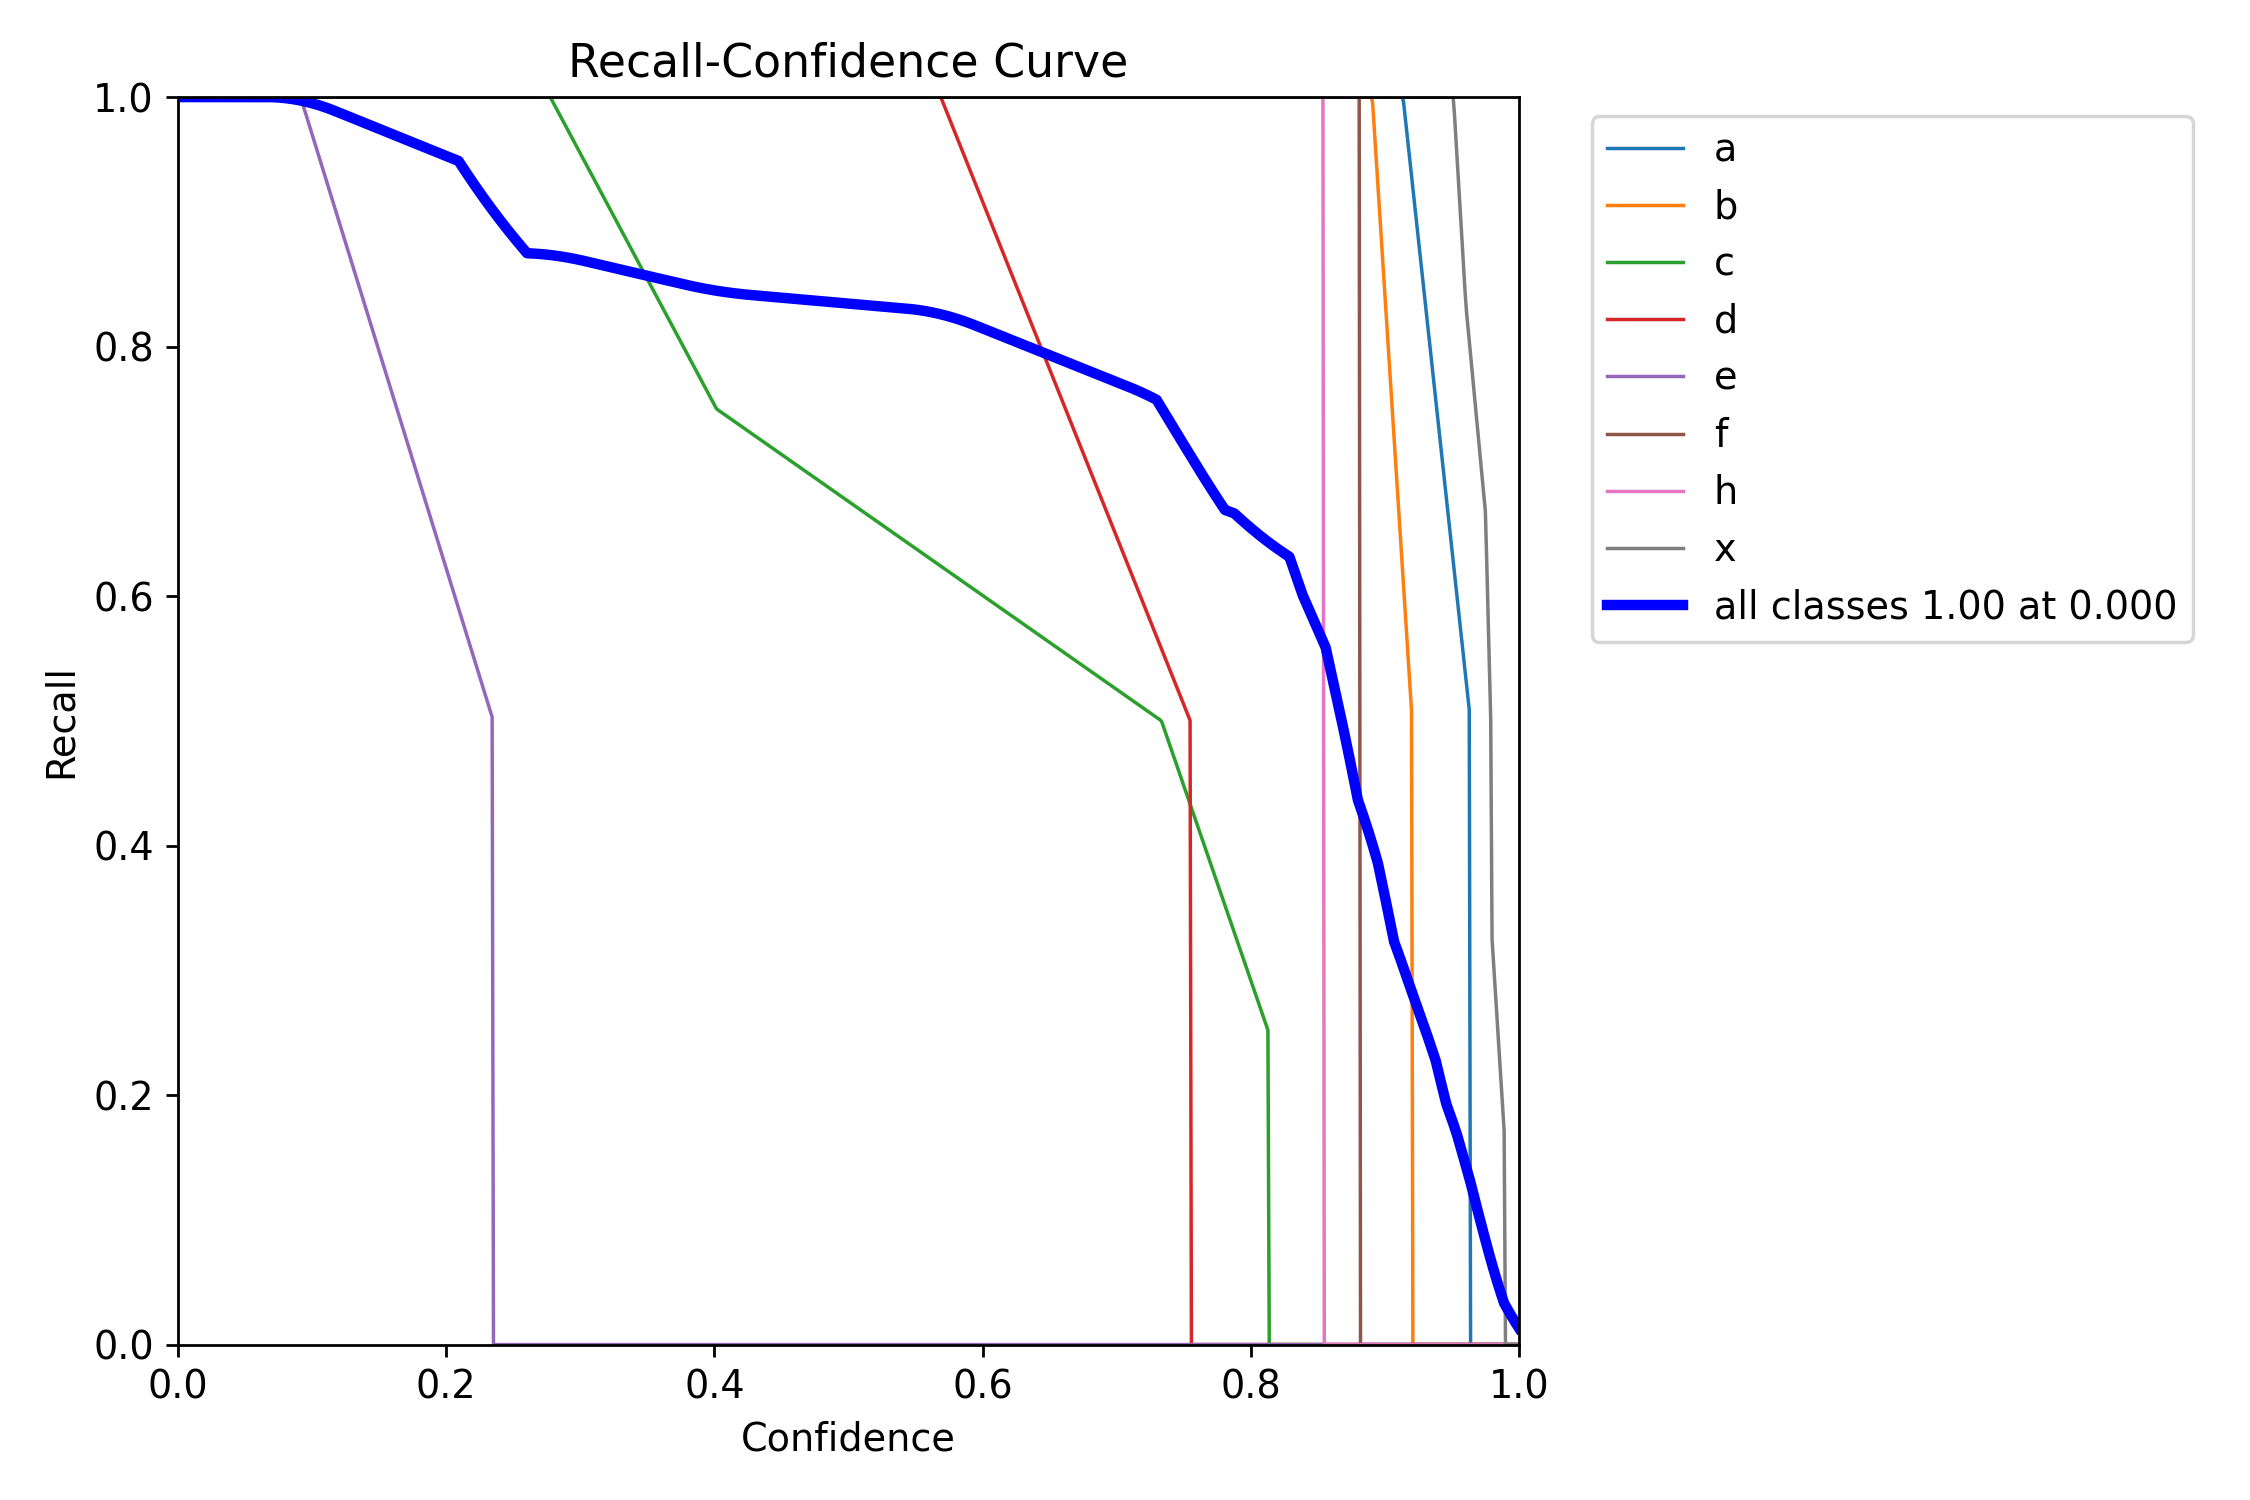 Recall-Confidence Curve
1.0
0.8
0.6
0.4
0.2
0.0
Recall
0.0 0.2 0.4 0.6 0.8 1.0
Confidence
a
b
c
d
e
f
h
x
all classes 1.00 at 0.000